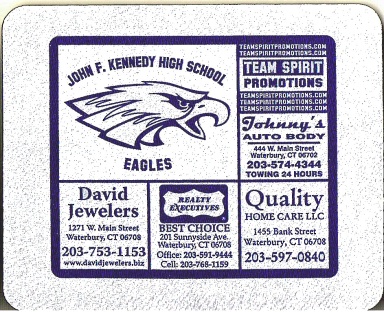 JOHN F. KENNEDY HIGH SCHOOL
EAGLES
TEAMSPIRITPROMOTIONS.COM
TEAMSPIRITPROMOTIONS.COM
TEAM SPIRIT
PROMOTIONS
TEAMSPIRITPROMOTIONS.COM
TEAMSPIRITPROMOTIONS.COM
TEAMSPIRITPROMOTIONS.COM
Johnny's
AUTO BODY
444 W. Main Street
Waterbury, CT 06702
203-574-4344
TOWING 24 HOURS
David
Jewelers
1271 W. Main Street
Waterbury, CT 06708
203-753-1153
www.davidjewelers.biz
REALTY
EXECUTIVES
BEST CHOICE
201 Sunnyside Ave.
Waterbury, CT 06708
Office: 203-591-9444
Cell: 203-768-1159
Quality
HOME CARE LLC
1455 Bank Street
Waterbury, CT 06708
203-597-0840